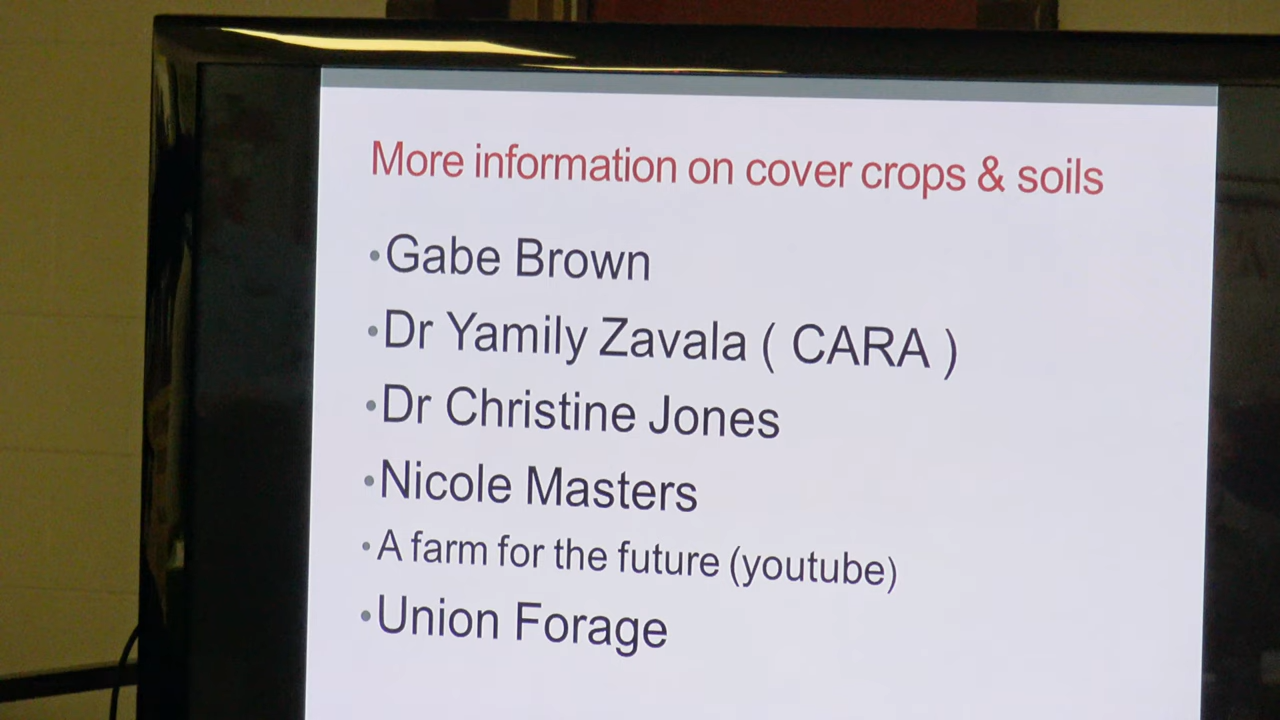 More information on cover crops & soils
•Gabe Brown
•Dr Yamily Zavala ( CARA )
•Dr Christine Jones
•Nicole Masters
•A farm for the future (youtube)
•Union Forage